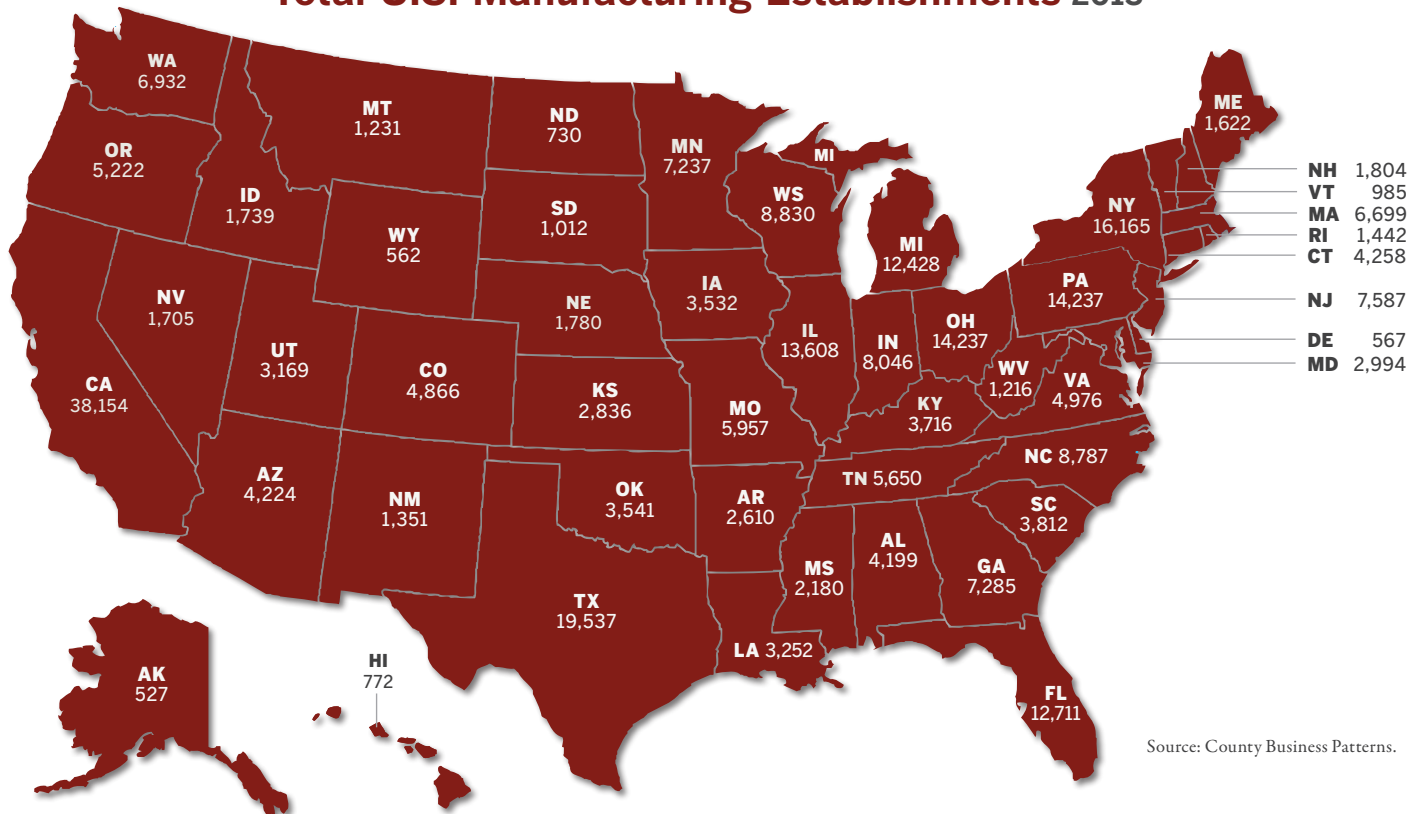 Total U.S. Manufacturing Establishments 2013
WA
6,932
MT
1,231
ND
730
MN
7,237
MI
ME
1,622
OR
5,222
ID
1,739
WY
562
SD
1,012
WS
8,830
MI
12,428
NY
16,165
NH 1,804
VT 985
MA 6,699
RI 1,442
CT 4,258
NJ 7,587
DE 567
MD 2,994
NV
1,705
UT
3,169
CO
4,866
NE
1,780
IA
3,532
IL
13,608
IN
8,046
OH
14,237
PA
14,237
CA
38,154
KS
2,836
MO
5,957
KY
3,716
WV
1,216
VA
4,976
AZ
4,224
NM
1,351
OK
3,541
AR
2,610
TN 5,650
NC 8,787
SC
3,812
TX
19,537
LA 3,252
MS
2,180
AL
4,199
GA
7,285
FL
12,711
AK
527
HI
772
Source: County Business Patterns.